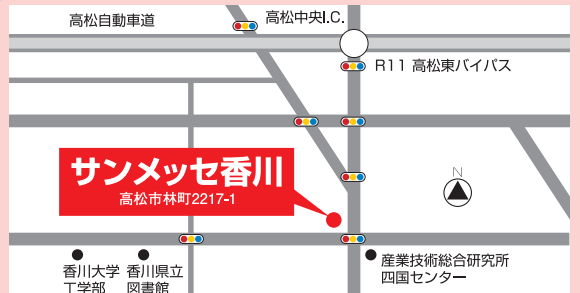 高松自動車道
高松中央I.C.
R11 高松東バイパス
サンメッセ香川
高松市林町2217-1
N
香川大学
工学部
香川県立
図書館
産業技術総合研究所
四国センター